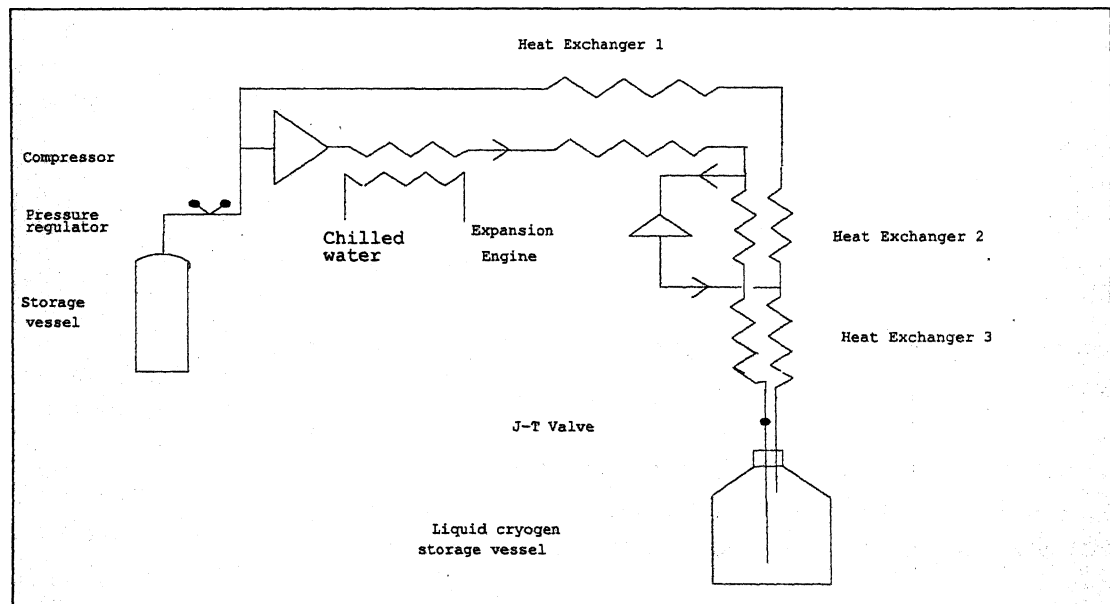 Heat Exchanger 1
Compressor
Pressure
regulator
Chilled
water
Expansion
Engine
Heat Exchanger 2
Storage
vessel
Heat Exchanger 3
J-T Valve
Liquid cryogen
storage vessel